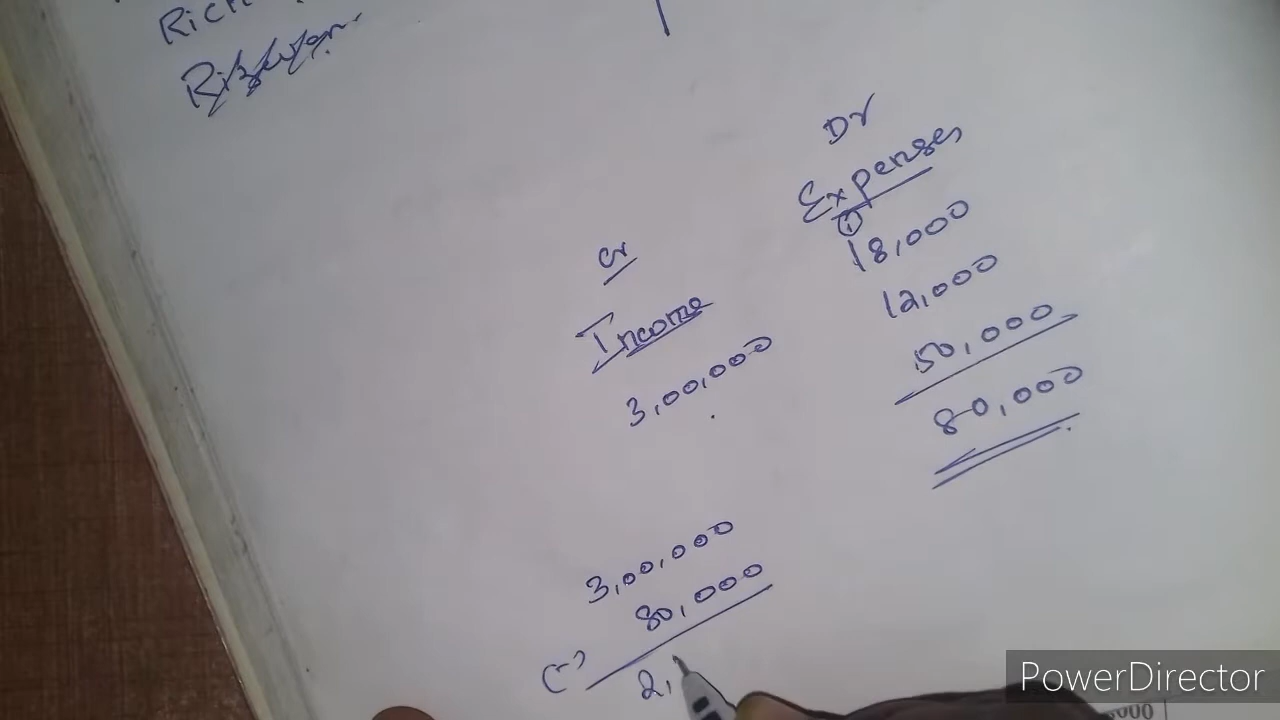 Dr
Expenses
18,000
12,000
50,000
80,000
Cr
Income
3,00,000
3,00,000
80,000
(-)
2,
PowerDirector